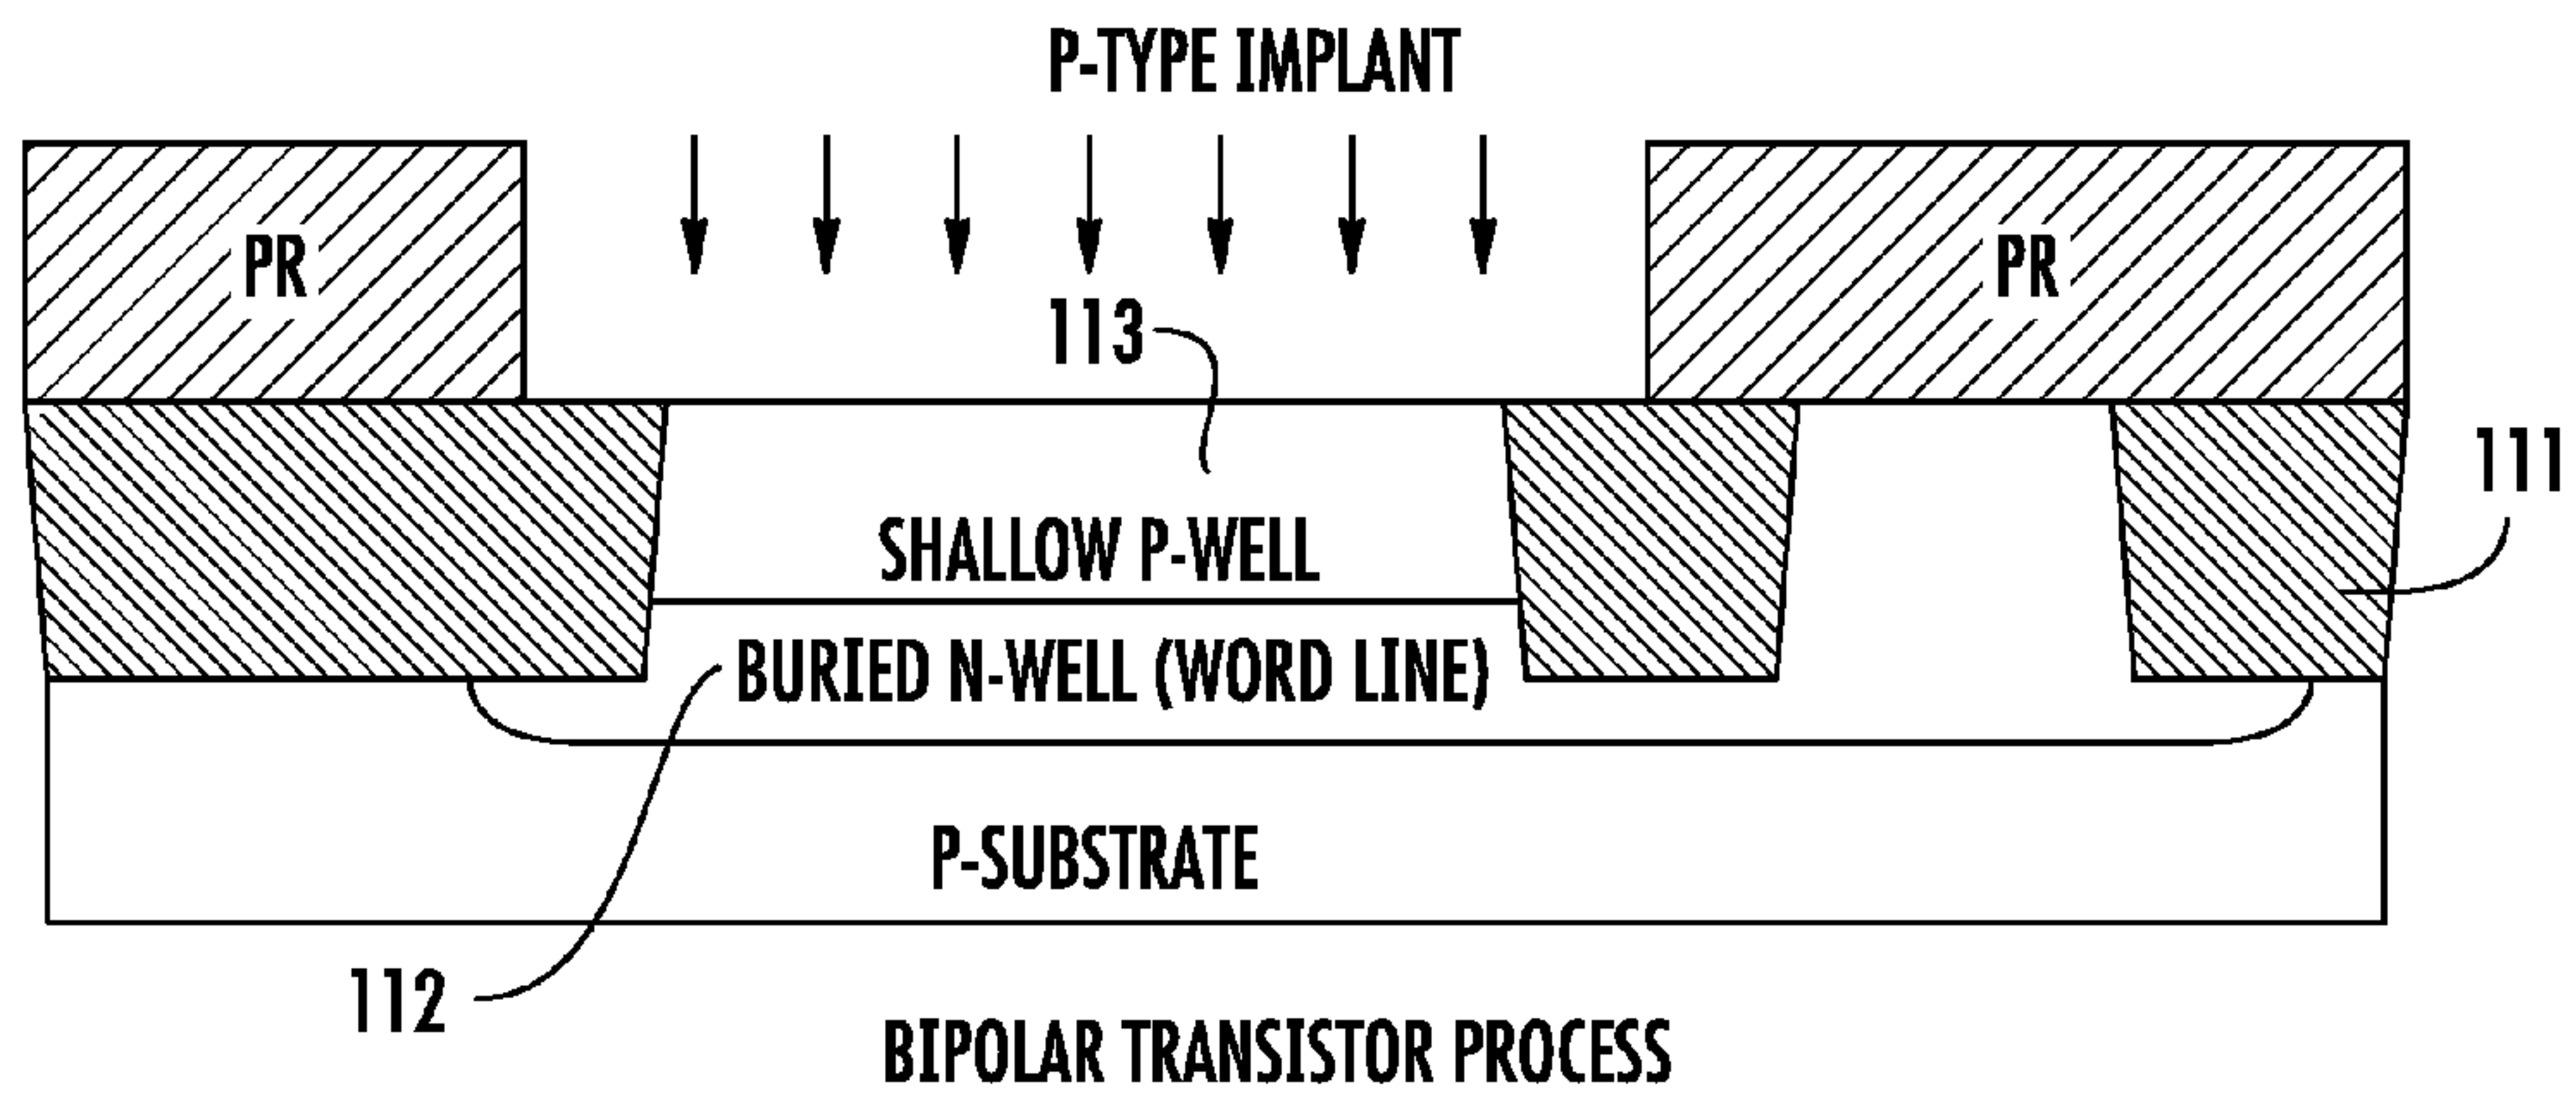 P-TYPE IMPLANT
PR
PR
113
111
SHALLOW P-WELL
BURIED N-WELL (WORD LINE)
P-SUBSTRATE
112
BIPOLAR TRANSISTOR PROCESS